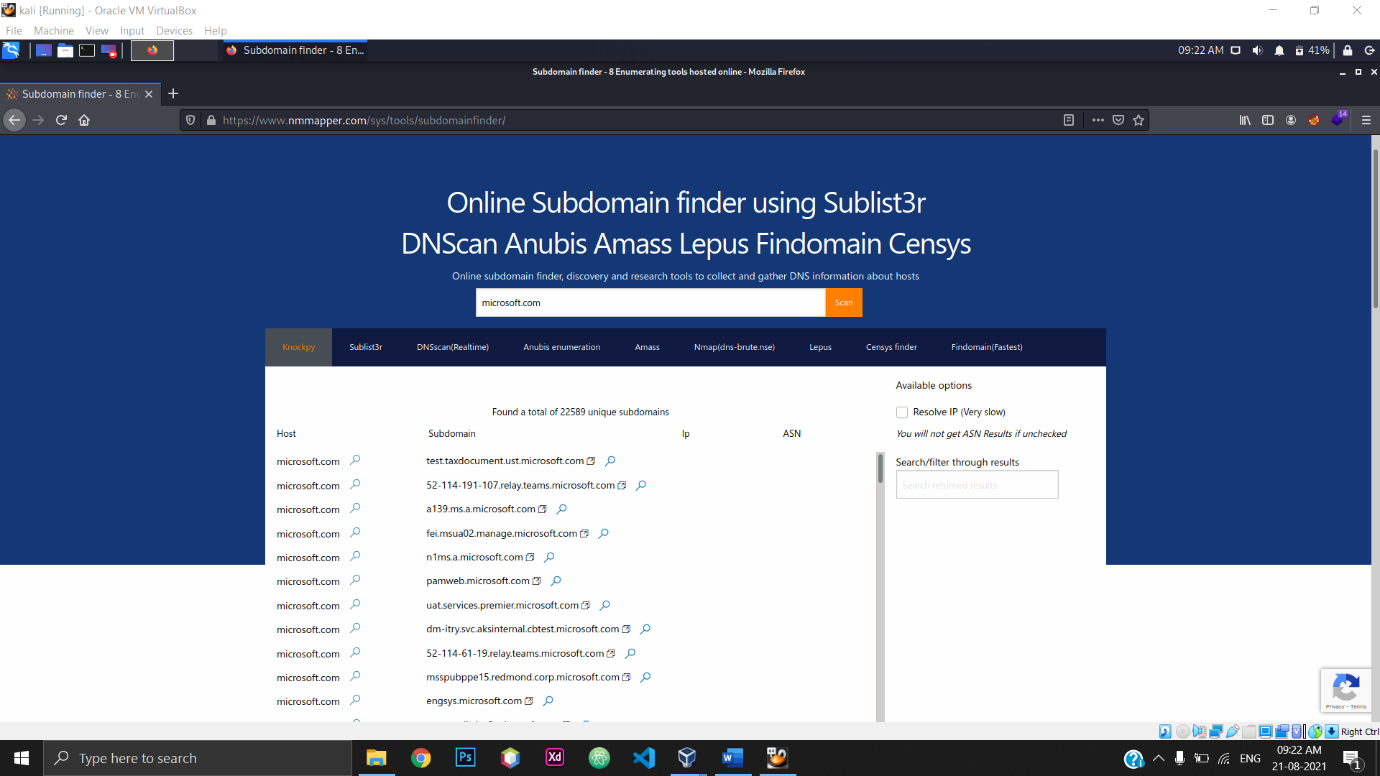 kali [Running] - Oracle VM VirtualBox
File Machine View Input Devices Help
Subdomain finder - 8 En...
09:22 AM 41%
Subdomain finder - 8 Enumerating tools hosted online - Mozilla Firefox
Subdomain finder - 8 En
https://www.nmmapper.com/sys/tools/subdomainfinder/
14
Online Subdomain finder using Sublist3r
DNScan Anubis Amass Lepus Findomain Censys
Online subdomain finder, discovery and research tools to collect and gather DNS information about hosts
microsoft.com Scan
Knockpy Sublist3r DNSscan(Realtime) Anubis enumeration Amass Nmap(dns-brute.nse) Lepus Censys finder Findomain(Fastest)
Available options
Found a total of 22589 unique subdomains
Resolve IP (Very slow)
Host Subdomain Ip ASN
You will not get ASN Results if unchecked
Search/filter through results
Search returned results
microsoft.com test.taxdocument.ust.microsoft.com
microsoft.com 52-114-191-107.relay.teams.microsoft.com
microsoft.com a139.ms.a.microsoft.com
microsoft.com fei.msua02.manage.microsoft.com
microsoft.com n1ms.a.microsoft.com
microsoft.com pamweb.microsoft.com
microsoft.com uat.services.premier.microsoft.com
microsoft.com dm-itry.svc.aksinternal.cbtest.microsoft.com
microsoft.com 52-114-61-19.relay.teams.microsoft.com
microsoft.com msspubppe15.redmond.corp.microsoft.com
microsoft.com engsys.microsoft.com
Privacy - Terms
Right Ctrl
Type here to search
Ps
Xd
W
ENG
09:22 AM
21-08-2021
1